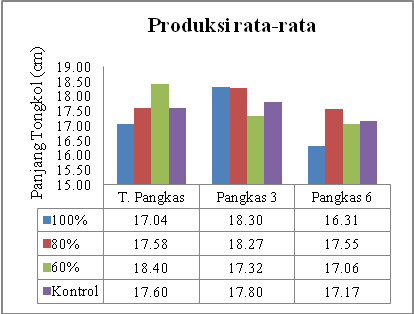 Produksi rata-rata
Panjang Tongkol (cm)
19.00
18.50
18.00
17.50
17.00
16.50
16.00
15.50
15.00
T. Pangkas Pangkas 3 Pangkas 6
100% 17.04 18.30 16.31
80% 17.58 18.27 17.55
60% 18.40 17.32 17.06
Kontrol 17.60 17.80 17.17